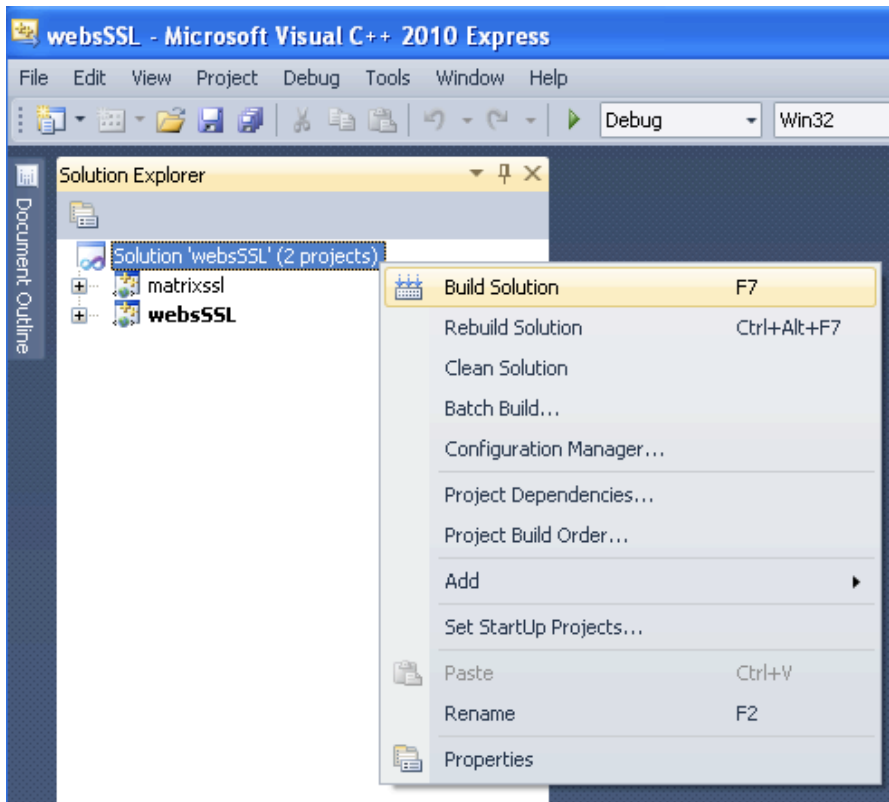 websSSL - Microsoft Visual C++ 2010 Express
File Edit View Project Debug Tools Window Help
Debug Win32
Document Outline
Solution Explorer
Solution 'websSSL' (2 projects)
matrixssl
websSSL
Build Solution F7
Rebuild Solution Ctrl+Alt+F7
Clean Solution
Batch Build...
Configuration Manager...
Project Dependencies...
Project Build Order...
Add
Set StartUp Projects...
Paste Ctrl+V
Rename F2
Properties